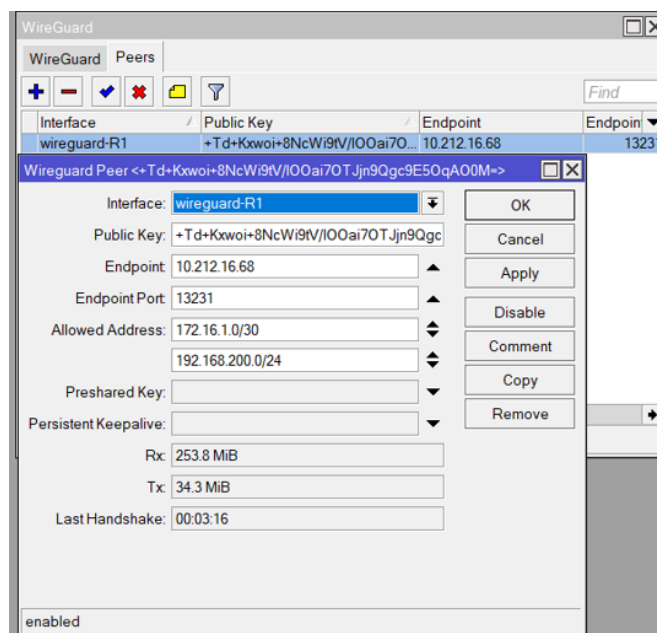 WireGuard
WireGuard Peers
Find
Interface Public Key Endpoint Endpoin
wireguard-R1 +Td+Kxwoi+8NcWi9tV/IOOai7O... 10.212.16.68 13231
Wireguard Peer <+Td+Kxwoi+8NcWi9tV/IOOai7OTJjn9Qgc9E5OqAO0M=>
Interface: wireguard-R1 OK
Public Key: +Td+Kxwoi+8NcWi9tV/IOOai7OTJjn9Qgc Cancel
Endpoint: 10.212.16.68 Apply
Endpoint Port: 13231
Disable
Allowed Address: 172.16.1.0/30
Comment
192.168.200.0/24
Copy
Preshared Key:
Remove
Persistent Keepalive:
Rx: 253.8 MiB
Tx: 34.3 MiB
Last Handshake: 00:03:16
enabled